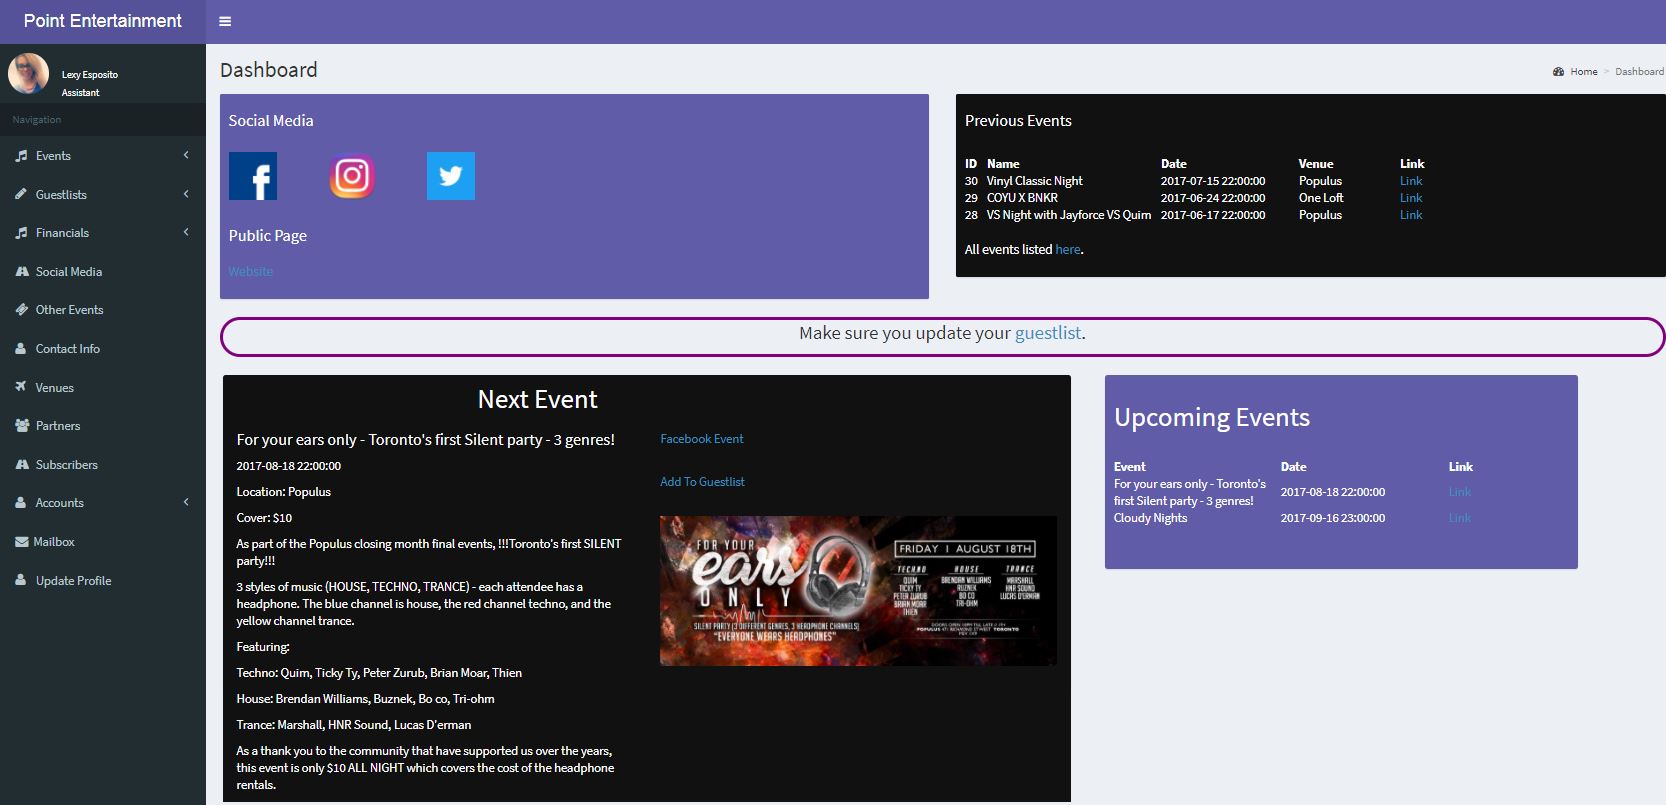 Point Entertainment
Lexy Esposito
Assistant
Navigation
Events
Guestlists
Financials
Social Media
Other Events
Contact Info
Venues
Partners
Subscribers
Accounts
Mailbox
Update Profile
Dashboard
Home > Dashboard
Social Media
Public Page
Website
Previous Events
ID Name Date Venue Link
30 Vinyl Classic Night 2017-07-15 22:00:00 Populus Link
29 COYU X BNKR 2017-06-24 22:00:00 One Loft Link
28 VS Night with Jayforce VS Quim 2017-06-17 22:00:00 Populus Link
All events listed here.
Make sure you update your guestlist.
Next Event
For your ears only - Toronto's first Silent party - 3 genres!
2017-08-18 22:00:00
Location: Populus
Cover: $10
As part of the Populus closing month final events, !!!Toronto's first SILENT
party!!!
3 styles of music (HOUSE, TECHNO, TRANCE) - each attendee has a
headphone. The blue channel is house, the red channel techno, and the
yellow channel trance.
Featuring:
Techno: Quim, Ticky Ty, Peter Zurub, Brian Moar, Thien
House: Brendan Williams, Buznek, Bo co, Tri-ohm
Trance: Marshall, HNR Sound, Lucas D'erman
As a thank you to the community that have supported us over the years,
this event is only $10 ALL NIGHT which covers the cost of the headphone
rentals.
Facebook Event
Add To Guestlist
FOR YOUR
ears
ONLY
SILENT PARTY (3 DIFFERENT GENRES, 3 HEADPHONE CHANNELS)
"EVERYONE WEARS HEADPHONES"
FRIDAY | AUGUST 18TH
TECHNO HOUSE TRANCE
QUIM BRENDAN WILLIAMS MARSHALL
TICKY TY BUZNEK HNR SOUND
PETER ZURUB BO CO LUCAS D'ERMAN
BRIAN MOAR TRI-OHM
THIEN
DOORS OPEN 10PM TILL LATE
POPULUS 471 RICHMOND STWEST TORONTO
Upcoming Events
Event Date Link
For your ears only - Toronto's
first Silent party - 3 genres! 2017-08-18 22:00:00 Link
Cloudy Nights 2017-09-16 23:00:00 Link